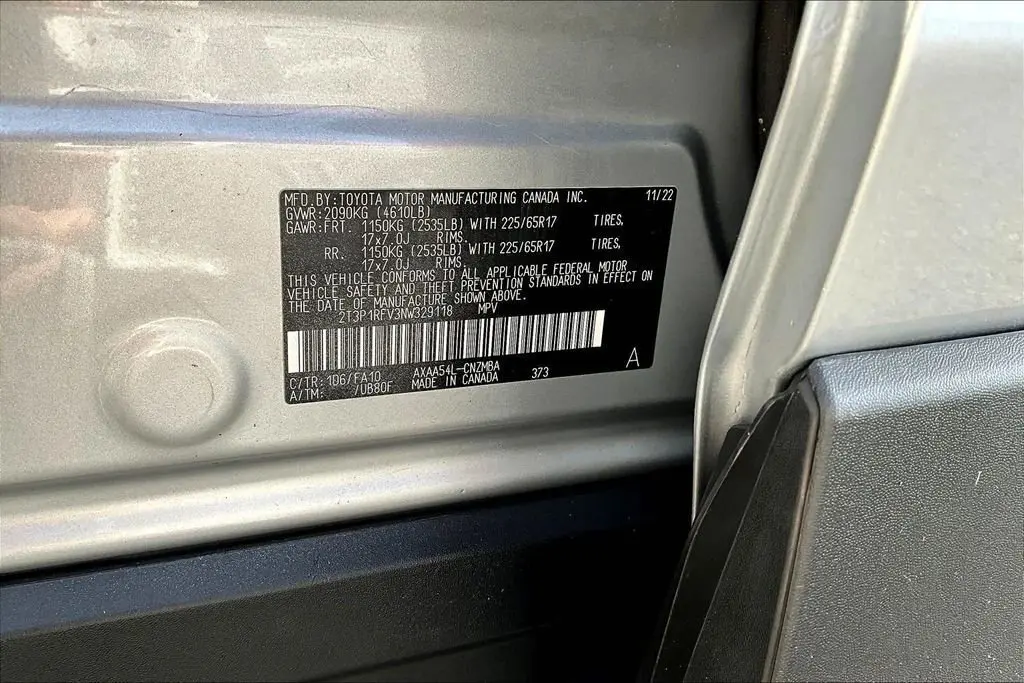 MFD.BY:TOYOTA MOTOR MANUFACTURING CANADA INC. 11/22
GVWR:2090KG (4610LB)
GAWR:FRT. 1150KG (2535LB) WITH 225/65R17 TIRES,
17x7.0J RIMS.
RR. 1150KG (2535LB) WITH 225/65R17 TIRES,
17x7.0J RIMS.
THIS VEHICLE CONFORMS TO ALL APPLICABLE FEDERAL MOTOR
VEHICLE SAFETY AND THEFT PREVENTION STANDARDS IN EFFECT ON
THE DATE OF MANUFACTURE SHOWN ABOVE.
2T3P1RFV3NW329118 MPV
C/TR: 1D6/FA10 AXAA54L-CNZMBA 373 A
A/TM: /UB80F MADE IN CANADA